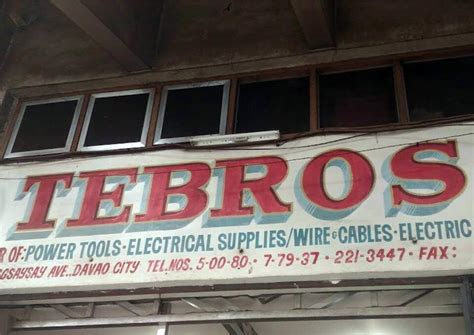 TEBROS
R OF: POWER TOOLS-ELECTRICAL SUPPLIES/WIRE & CABLES-ELECTRIC
GSAYSAY AVE., DAVAO CITY TEL. NOS. 5-00-80 • 7-79-37 • 221-3447 • FAX: